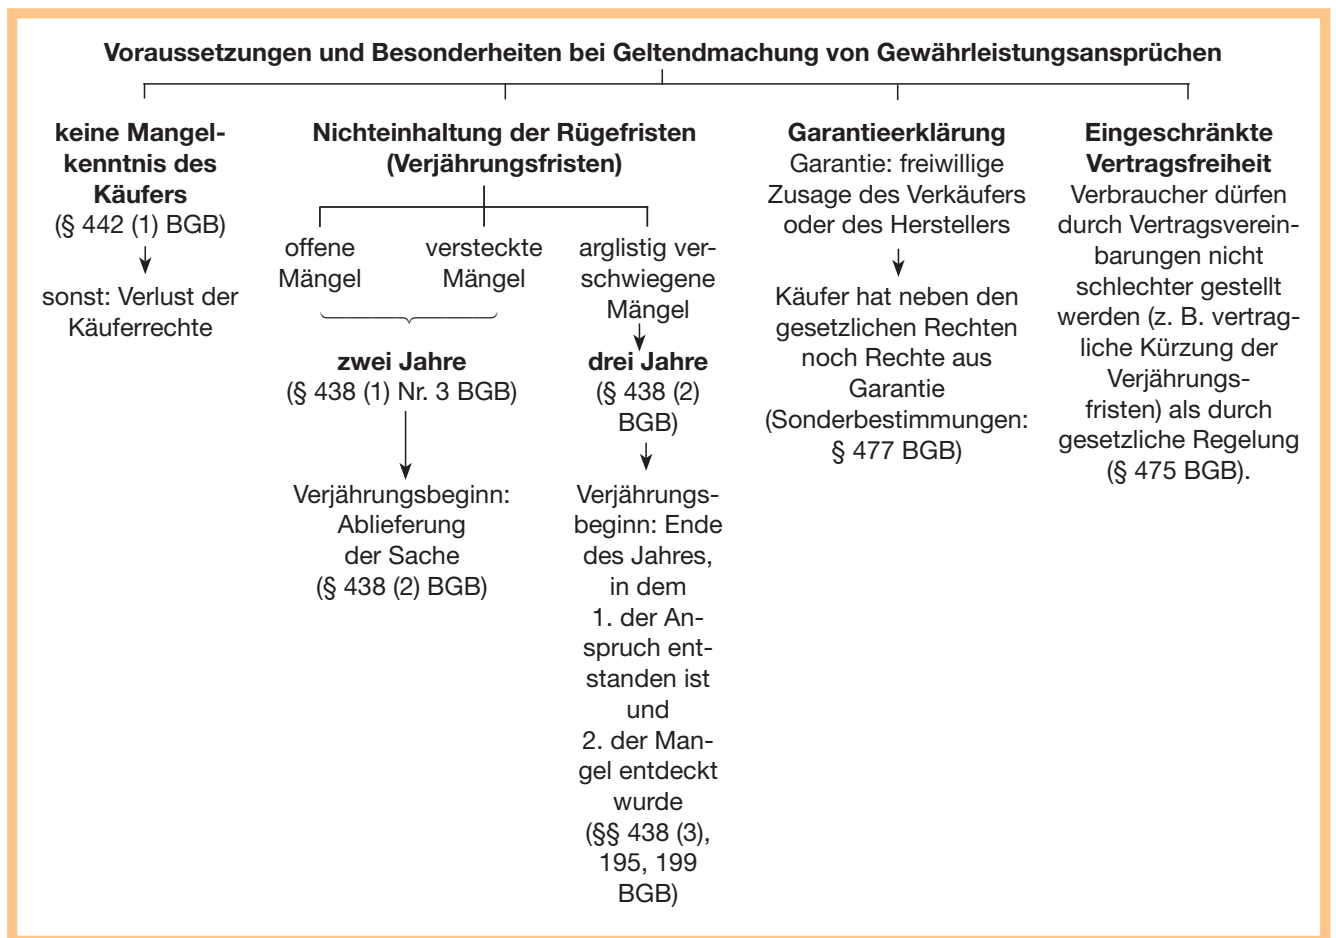 Voraussetzungen und Besonderheiten bei Geltendmachung von Gewährleistungsansprüchen
keine Mangel-
kenntnis des
Käufers
(§ 442 (1) BGB)
sonst: Verlust der
Käuferrechte
Nichteinhaltung der Rügefristen
(Verjährungsfristen)
offene
Mängel
versteckte
Mängel
zwei Jahre
(§ 438 (1) Nr. 3 BGB)
Verjährungsbeginn:
Ablieferung
der Sache
(§ 438 (2) BGB)
arglistig ver-
schwiegene
Mängel
drei Jahre
(§ 438 (2)
BGB)
Verjährungs-
beginn: Ende
des Jahres,
in dem
1. der An-
spruch ent-
standen ist
und
2. der Man-
gel entdeckt
wurde
(§§ 438 (3),
195, 199
BGB)
Garantieerklärung
Garantie: freiwillige
Zusage des Verkäufers
oder des Herstellers
Käufer hat neben den
gesetzlichen Rechten
noch Rechte aus
Garantie
(Sonderbestimmungen:
§ 477 BGB)
Eingeschränkte
Vertragsfreiheit
Verbraucher dürfen
durch Vertragsverein-
barungen nicht
schlechter gestellt
werden (z. B. vertrag-
liche Kürzung der
Verjährungs-
fristen) als durch
gesetzliche Regelung
(§ 475 BGB).